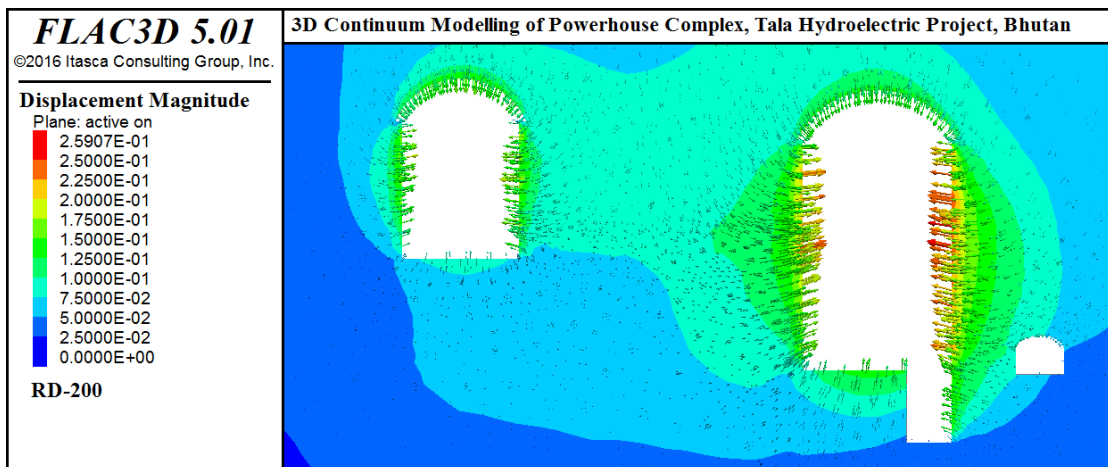 FLAC3D 5.01
©2016 Itasca Consulting Group, Inc.
Displacement Magnitude
Plane: active on
2.5907E-01
2.5000E-01
2.2500E-01
2.0000E-01
1.7500E-01
1.5000E-01
1.2500E-01
1.0000E-01
7.5000E-02
5.0000E-02
2.5000E-02
0.0000E+00
RD-200
3D Continuum Modelling of Powerhouse Complex, Tala Hydroelectric Project, Bhutan